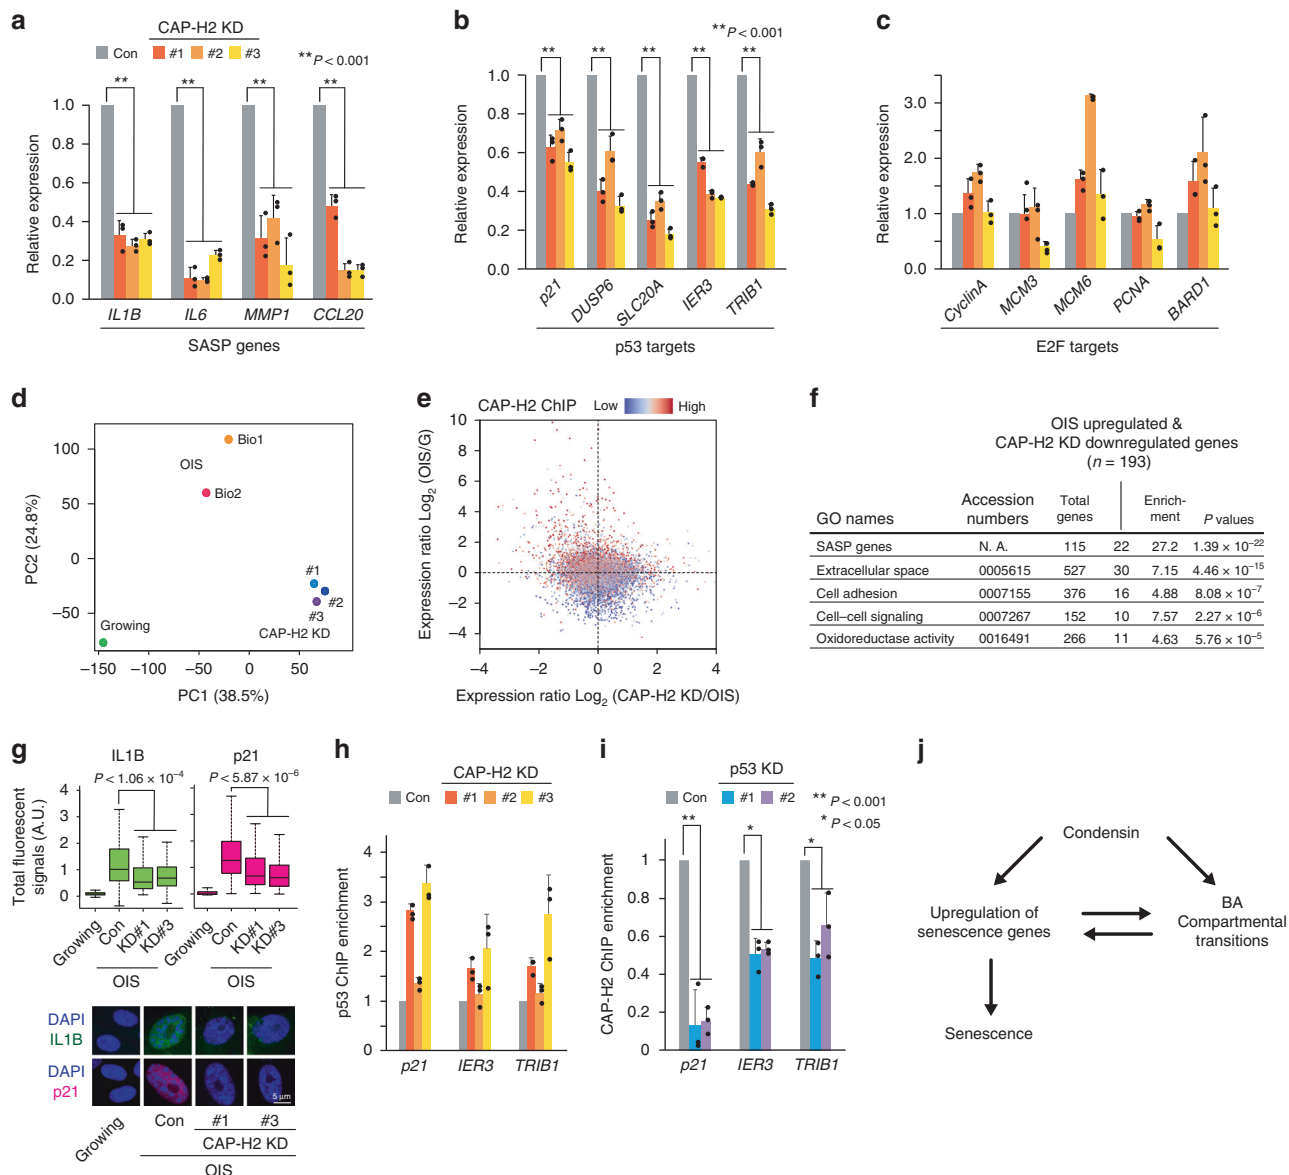 a
CAP-H2 KD
Con #1 #2 #3
**P < 0.001
** ** ** **
Relative expression
1.0
0.8
0.6
0.4
0.2
0.0
IL1B IL6 MMP1 CCL20
SASP genes
b
**P < 0.001
** ** ** ** **
Relative expression
1.0
0.8
0.6
0.4
0.2
0.0
p21 DUSP6 SLC20A IER3 TRIB1
p53 targets
c
Relative expression
3.0
2.0
1.0
0.0
CyclinA MCM3 MCM6 PCNA BARD1
E2F targets
d
PC2 (24.8%)
100
50
0
−50
Bio1
OIS
Bio2
#1
#2
#3
CAP-H2 KD
Growing
−150 −100 −50 0 50
PC1 (38.5%)
e
CAP-H2 ChIP Low High
Expression ratio Log2 (OIS/G)
10
8
6
4
2
0
−2
−4
−4 −2 0 2 4
Expression ratio Log2 (CAP-H2 KD/OIS)
f
OIS upregulated &
CAP-H2 KD downregulated genes
(n = 193)
GO names Accession numbers Total genes Enrich-ment P values
SASP genes N. A. 115 22 27.2 1.39 × 10−22
Extracellular space 0005615 527 30 7.15 4.46 × 10−15
Cell adhesion 0007155 376 16 4.88 8.08 × 10−7
Cell–cell signaling 0007267 152 10 7.57 2.27 × 10−6
Oxidoreductase activity 0016491 266 11 4.63 5.76 × 10−5
g
IL1B p21
P < 1.06 × 10−4 P < 5.87 × 10−6
Total fluorescent
signals (A.U.)
4
3
2
1
0
Growing Con KD#1 KD#3 Growing Con KD#1 KD#3
OIS OIS
DAPI
IL1B
DAPI
p21
5 μm
Growing Con #1 #3
CAP-H2 KD
OIS
h
CAP-H2 KD
Con #1 #2 #3
p53 ChIP enrichment
4
3
2
1
0
p21 IER3 TRIB1
i
p53 KD
Con #1 #2
** P < 0.001
* P < 0.05
** * *
CAP-H2 ChIP enrichment
1
0.8
0.6
0.4
0.2
0
p21 IER3 TRIB1
j
Condensin
Upregulation of
senescence genes
BA
Compartmental
transitions
Senescence